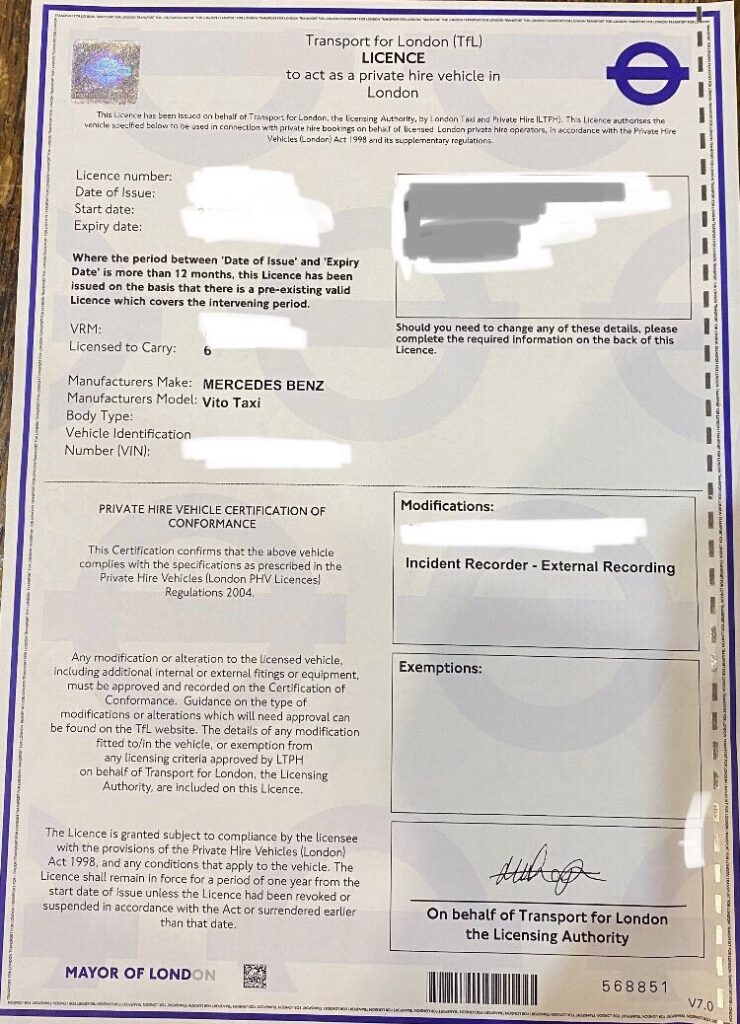 Transport for London (TfL)
LICENCE
to act as a private hire vehicle in
London
This Licence has been issued on behalf of Transport for London, the licensing Authority, by London Taxi and Private Hire (LTPH). This Licence authorises the
vehicle specified below to be used in connection with private hire bookings on behalf of licensed London private hire operators, in accordance with the Private Hire
Vehicles (London) Act 1998 and its supplementary regulations.
Licence number:
Date of Issue:
Start date:
Expiry date:
Where the period between 'Date of Issue' and 'Expiry
Date' is more than 12 months, this Licence has been
issued on the basis that there is a pre-existing valid
Licence which covers the intervening period.
VRM:
Licensed to Carry: 6
Should you need to change any of these details, please
complete the required information on the back of this
Licence.
Manufacturers Make: MERCEDES BENZ
Manufacturers Model: Vito Taxi
Body Type:
Vehicle Identification
Number (VIN):
PRIVATE HIRE VEHICLE CERTIFICATION OF
CONFORMANCE
This Certification confirms that the above vehicle
complies with the specifications as prescribed in the
Private Hire Vehicles (London PHV Licences)
Regulations 2004.
Any modification or alteration to the licensed vehicle,
including additional internal or external fittings or equipment,
must be approved and recorded on the Certification of
Conformance. Guidance on the type of
modifications or alterations which will need approval can
be found on the TfL website. The details of any modification
fitted to/in the vehicle, or exemption from
any licensing criteria approved by LTPH
on behalf of Transport for London, the Licensing
Authority, are included on this Licence.
The Licence is granted subject to compliance by the licensee
with the provisions of the Private Hire Vehicles (London)
Act 1998, and any conditions that apply to the vehicle. The
Licence shall remain in force for a period of one year from the
start date of issue unless the Licence had been revoked or
suspended in accordance with the Act or surrendered earlier
than that date.
Modifications:
Incident Recorder - External Recording
Exemptions:
On behalf of Transport for London
the Licensing Authority
MAYOR OF LONDON
568851
V7.0